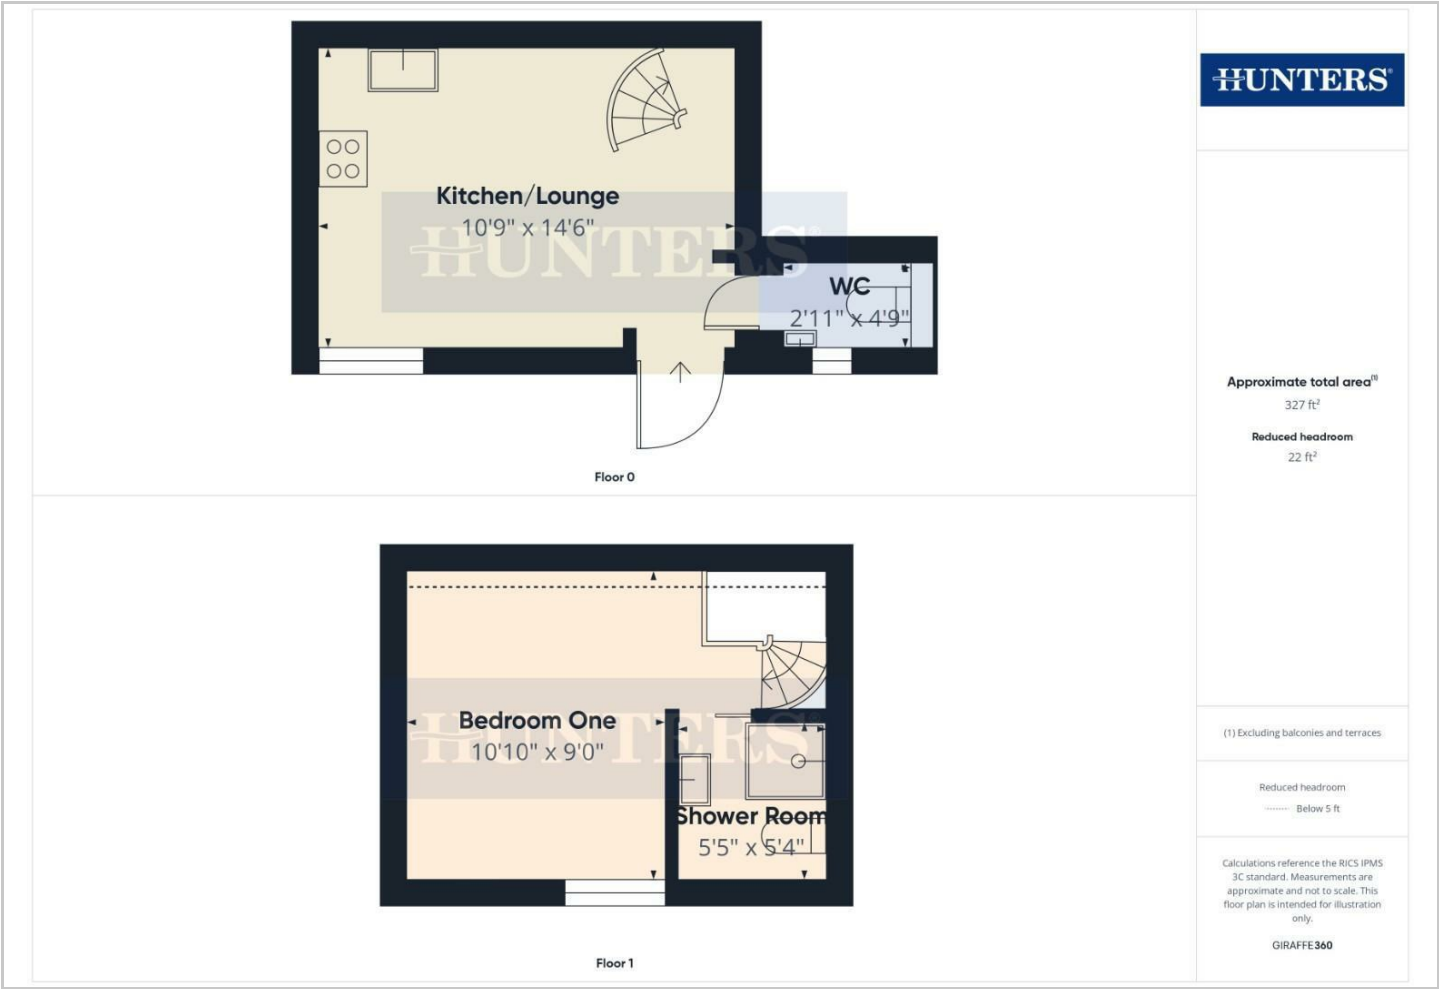 Kitchen/Lounge
10'9" x 14'6"
HUNTERS®
WC
2'11" x 4'9"
Floor 0
Bedroom One
10'10" x 9'0"
HUNTERS®
Shower Room
5'5" x 5'4"
Floor 1
HUNTERS®
Approximate total area(1)
327 ft²
Reduced headroom
22 ft²
(1) Excluding balconies and terraces
Reduced headroom
Below 5 ft
Calculations reference the RICS IPMS
3C standard. Measurements are
approximate and not to scale. This
floor plan is intended for illustration
only.
GIRAFFE360